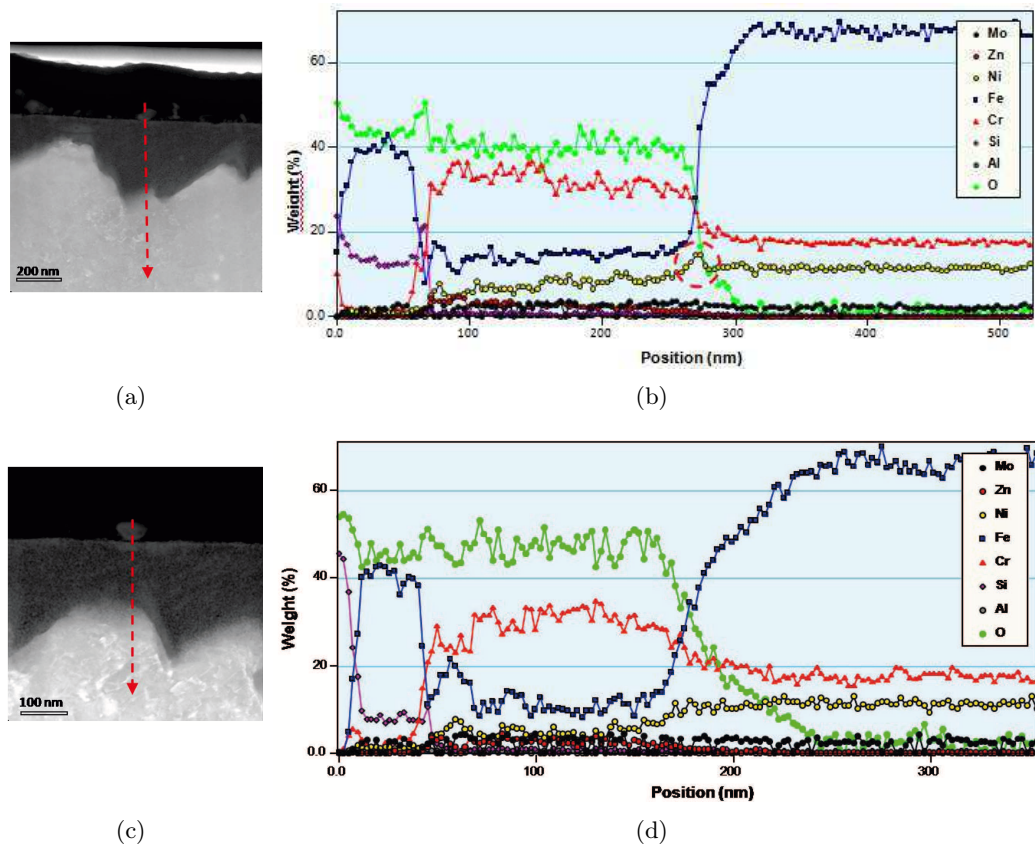 200 nm
(a)
Weight (%)
60
40
20
0.0
0.0
100
200
300
400
500
Position (nm)
Mo
Zn
Ni
Fe
Cr
Si
Al
O
(b)
100 nm
(c)
Weight (%)
60
40
20
0.0
0.0
100
200
300
Position (nm)
Mo
Zn
Ni
Fe
Cr
Si
Al
O
(d)